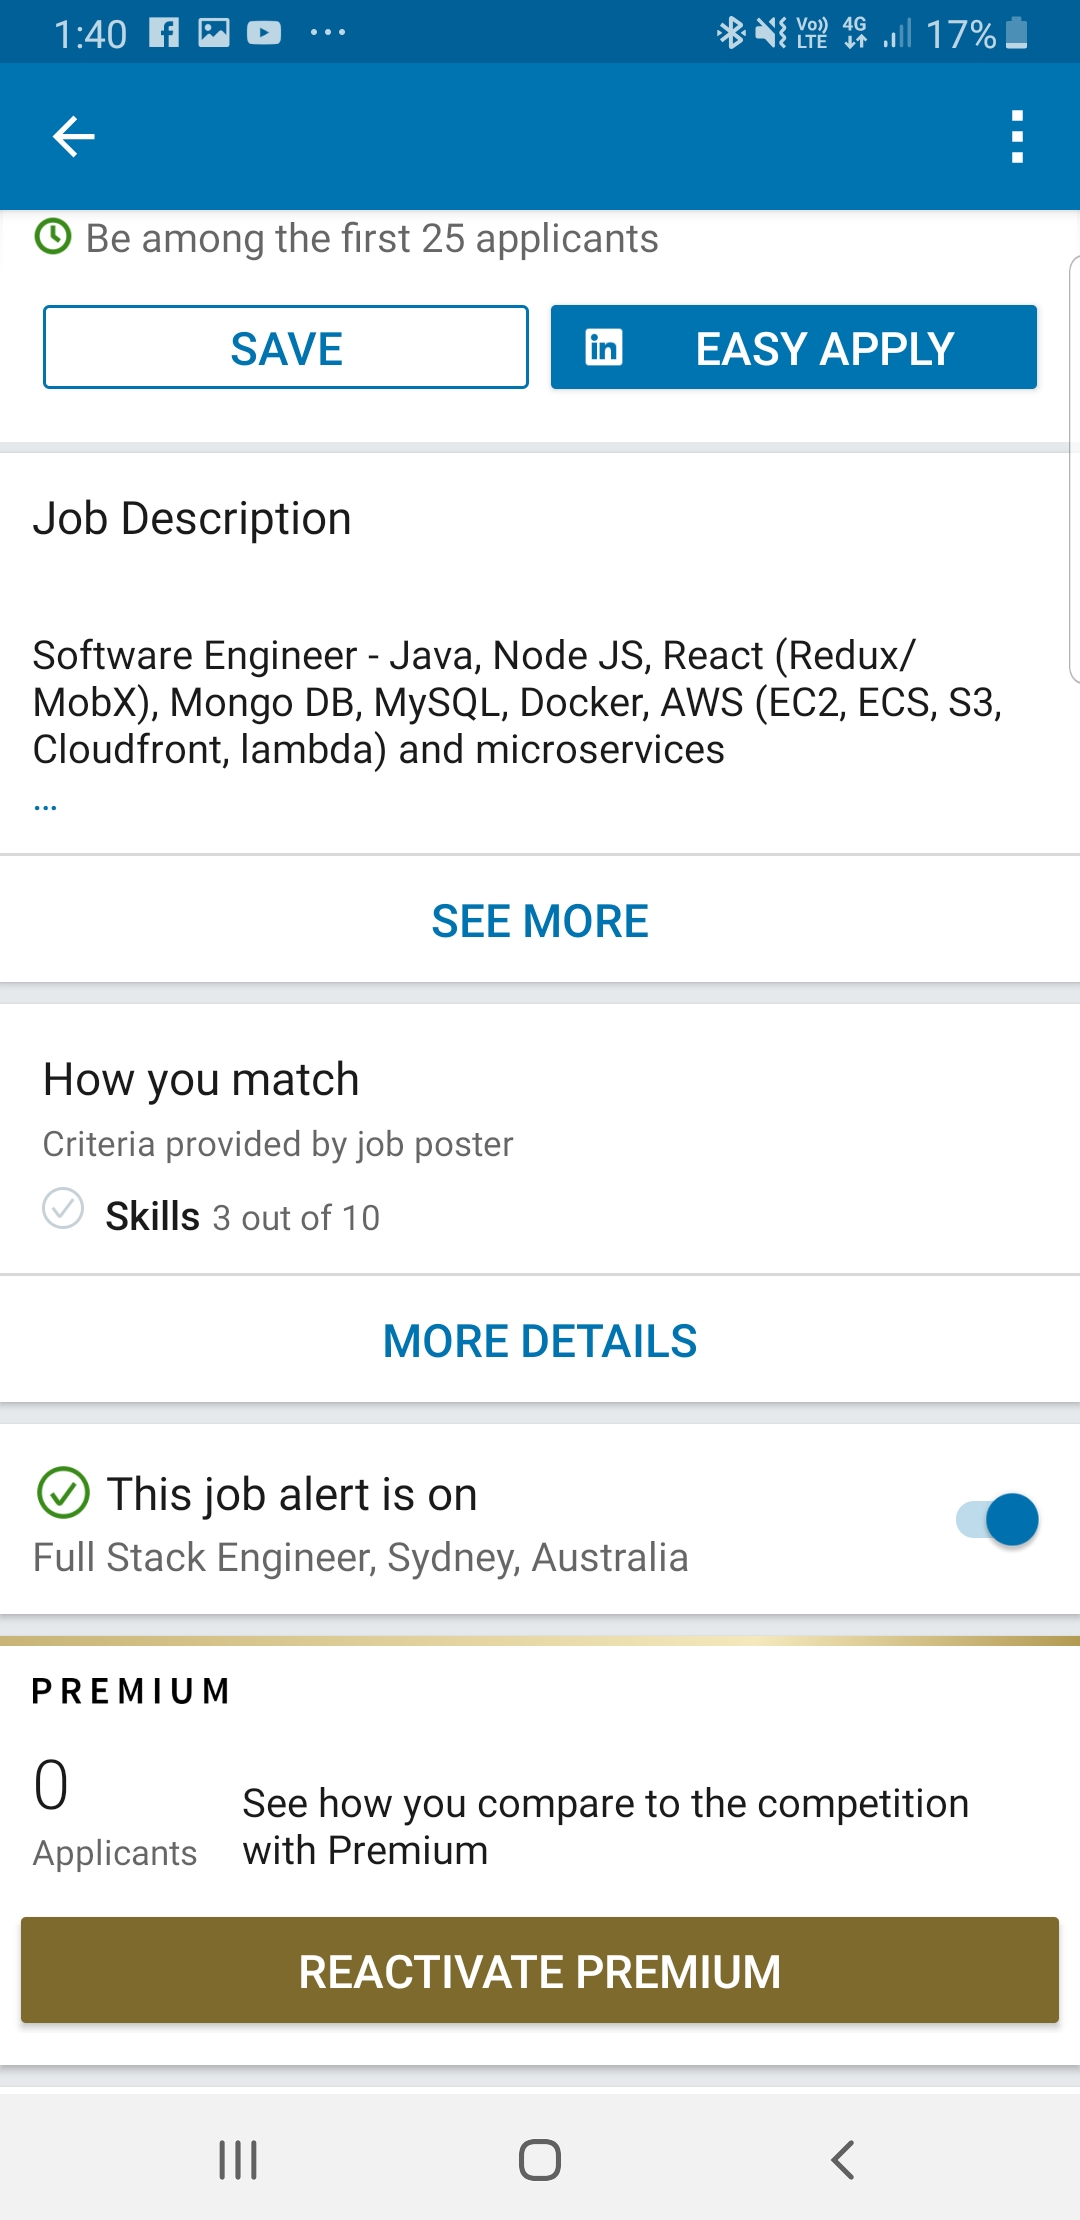 1:40
Vo)) LTE 4G 17%
Be among the first 25 applicants
SAVE
in EASY APPLY
Job Description
Software Engineer - Java, Node JS, React (Redux/
MobX), Mongo DB, MySQL, Docker, AWS (EC2, ECS, S3,
Cloudfront, lambda) and microservices
...
SEE MORE
How you match
Criteria provided by job poster
Skills 3 out of 10
MORE DETAILS
This job alert is on
Full Stack Engineer, Sydney, Australia
PREMIUM
0
Applicants
See how you compare to the competition
with Premium
REACTIVATE PREMIUM